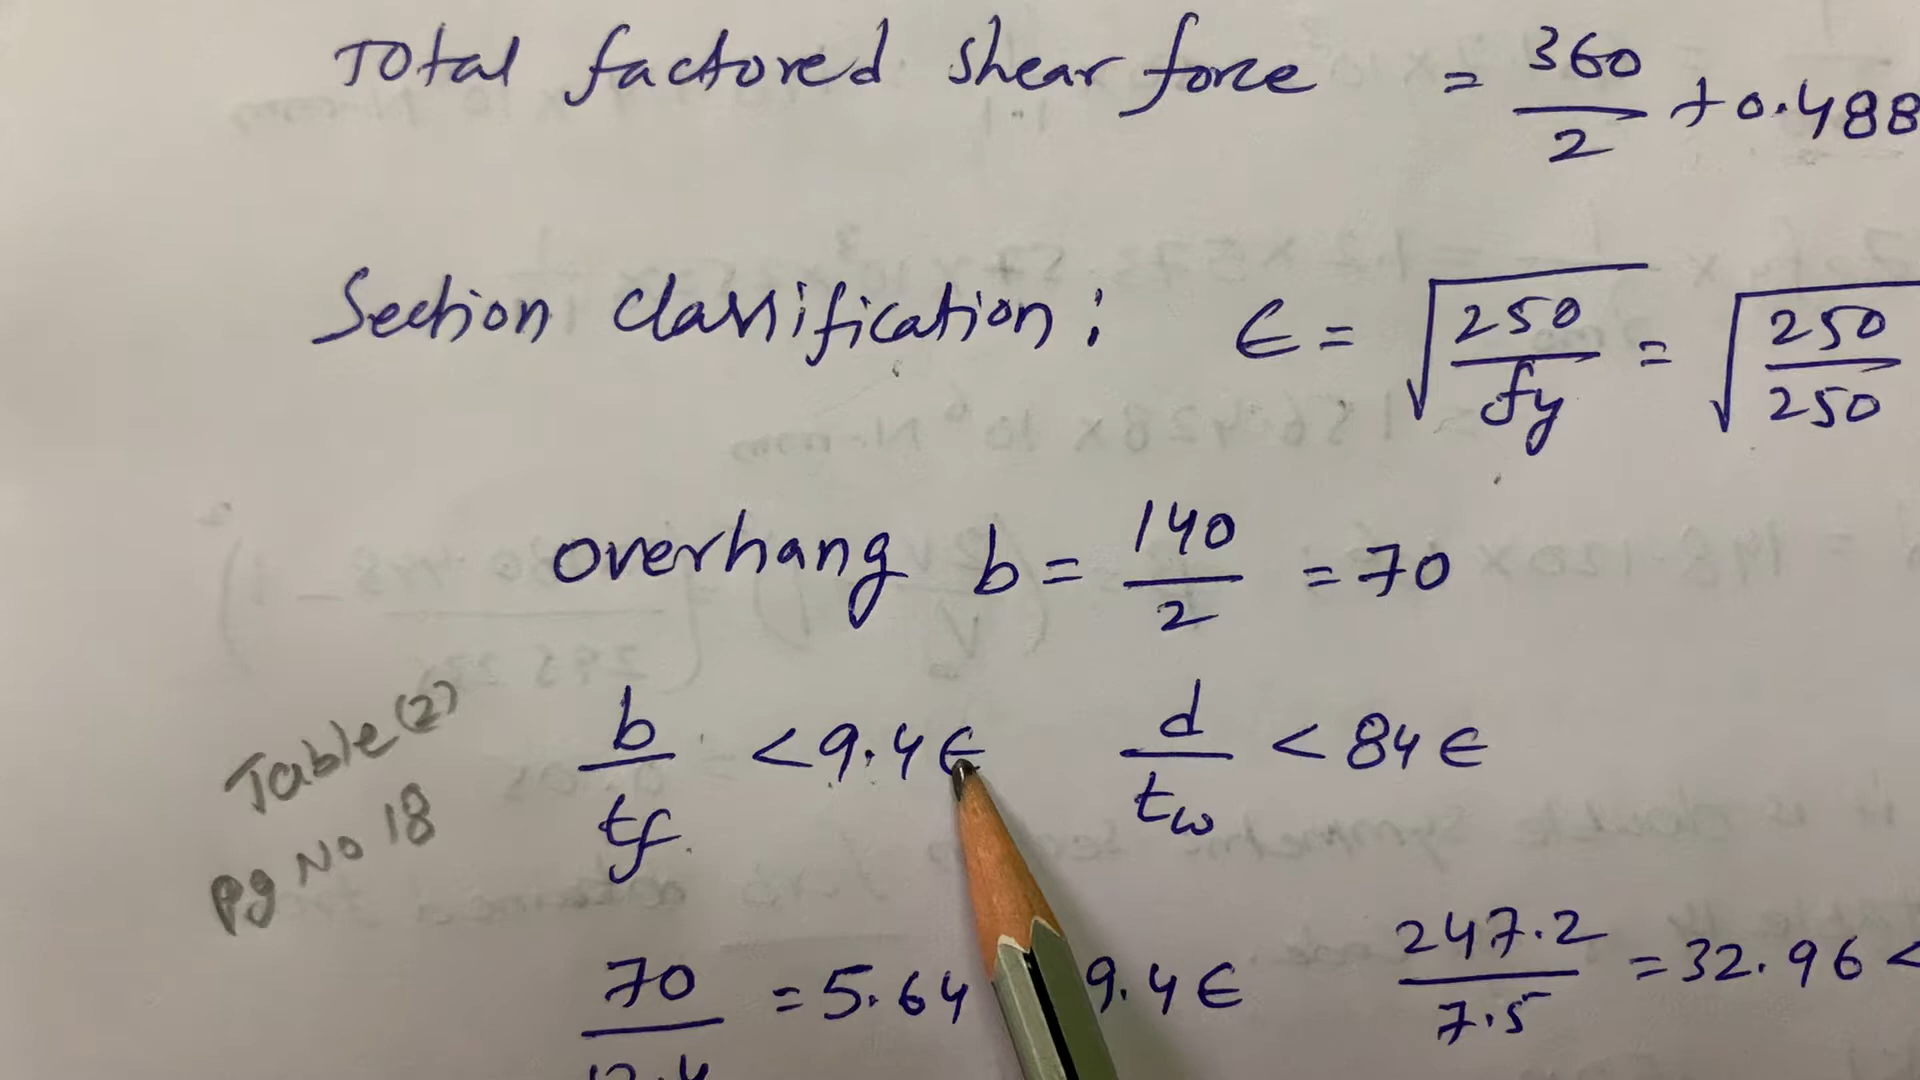 Total factored shear force = 360/2 + 0.488
Section classification: ϵ = √(250/fy) = √(250/250)
overhang b = 140/2 = 70
Table (2)
Pg No 18
b/tf < 9.4ϵ d/tw < 84ϵ
70/12.4 = 5.64 9.4ϵ 247.2/7.5 = 32.96 <